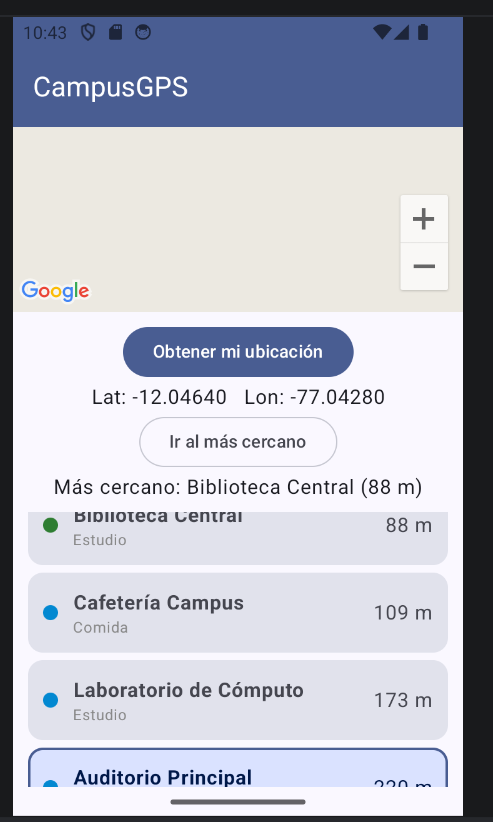 10:43
CampusGPS
+
−
Google
Obtener mi ubicación
Lat: -12.04640 Lon: -77.04280
Ir al más cercano
Más cercano: Biblioteca Central (88 m)
Biblioteca Central 88 m
Estudio
Cafetería Campus 109 m
Comida
Laboratorio de Cómputo 173 m
Estudio
Auditorio Principal